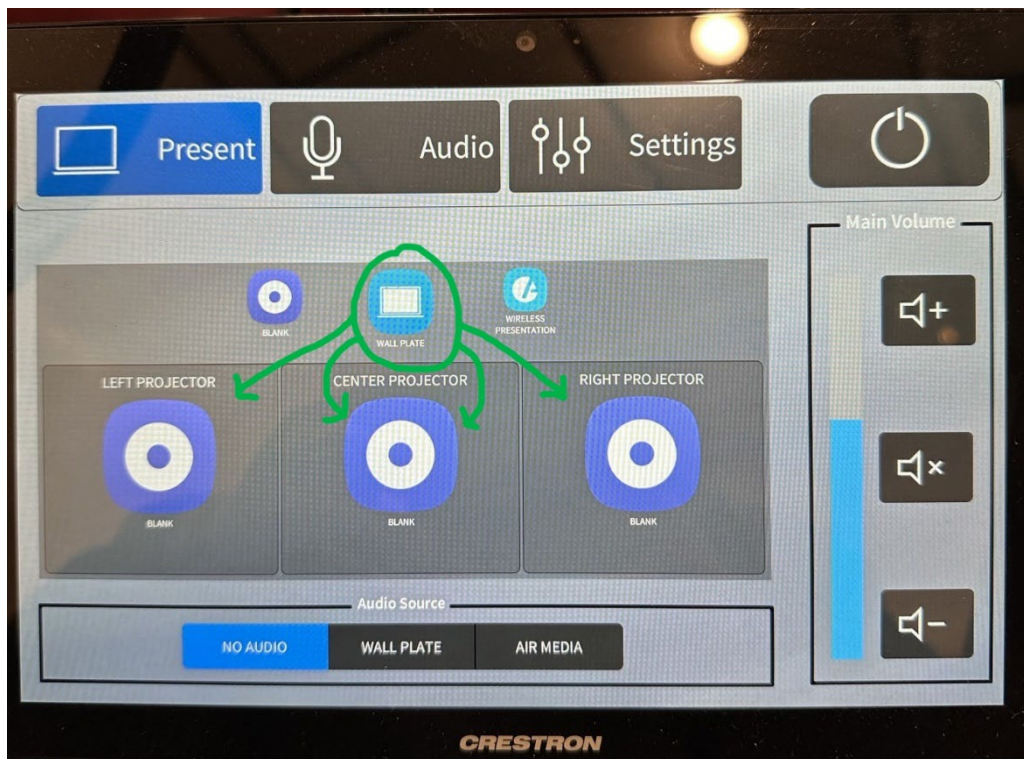 Present
Audio
Settings
Main Volume
BLANK
WALL PLATE
WIRELESS
PRESENTATION
LEFT PROJECTOR
CENTER PROJECTOR
RIGHT PROJECTOR
BLANK
BLANK
BLANK
Audio Source
NO AUDIO
WALL PLATE
AIR MEDIA
CRESTRON